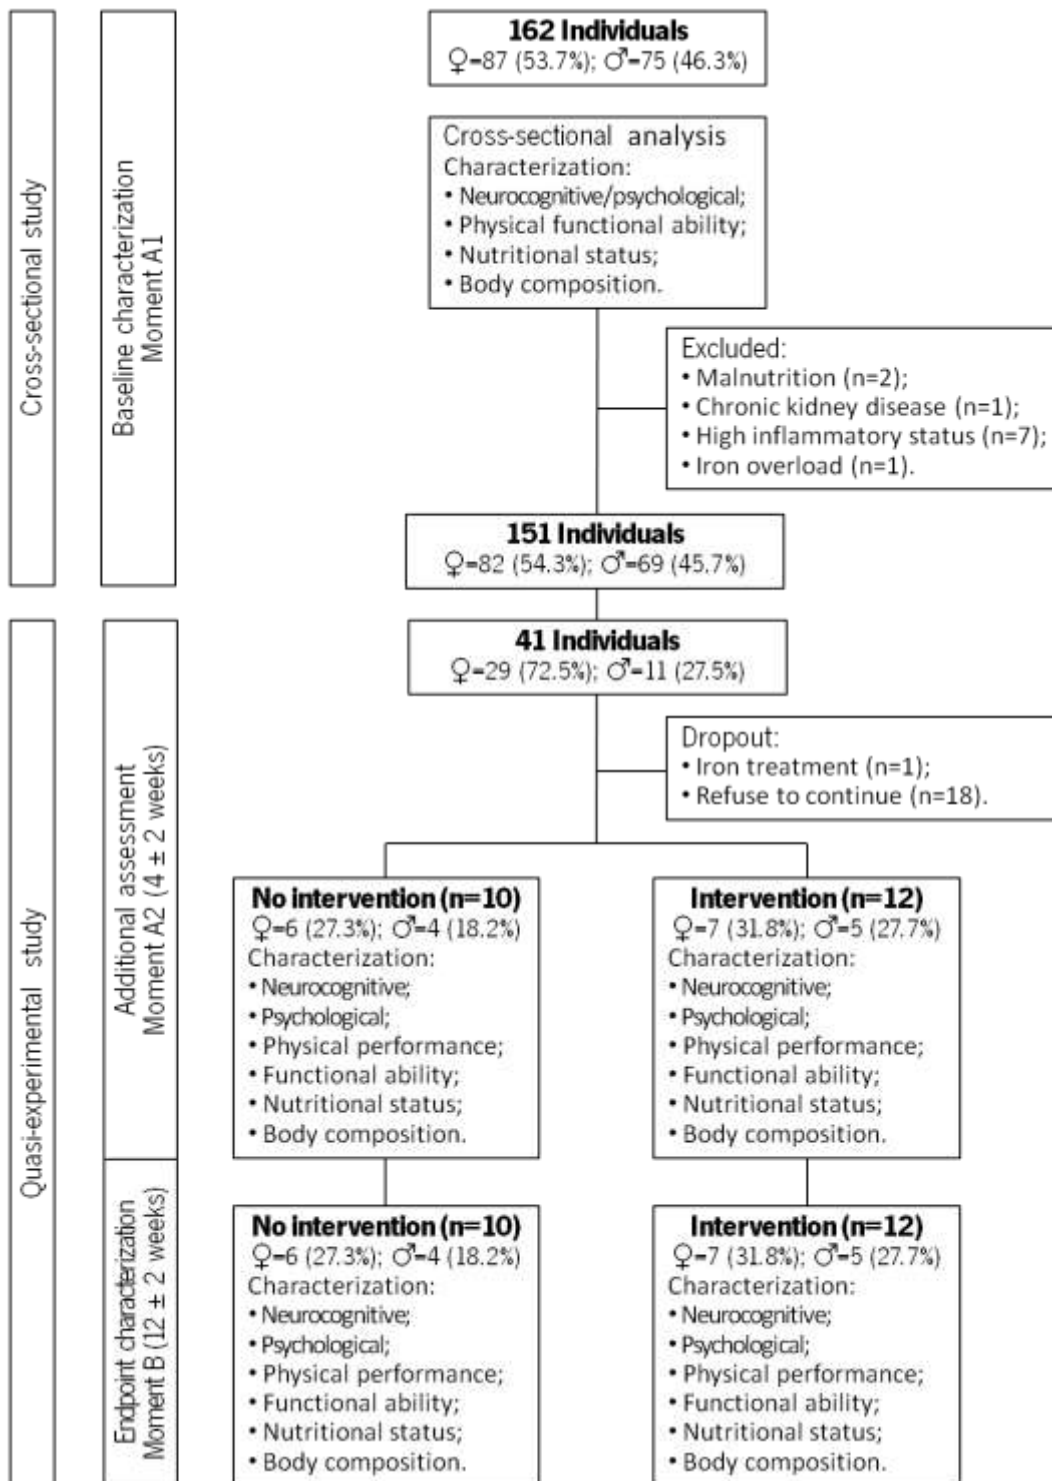 Cross-sectional study
Baseline characterization
Moment A1
162 Individuals
♀=87 (53.7%); ♂=75 (46.3%)
Cross-sectional analysis
Characterization:
• Neurocognitive/psychological;
• Physical functional ability;
• Nutritional status;
• Body composition.
Excluded:
• Malnutrition (n=2);
• Chronic kidney disease (n=1);
• High inflammatory status (n=7);
• Iron overload (n=1).
151 Individuals
♀=82 (54.3%); ♂=69 (45.7%)
Quasi-experimental study
Additional assessment
Moment A2 (4 ± 2 weeks)
41 Individuals
♀=29 (72.5%); ♂=11 (27.5%)
Dropout:
• Iron treatment (n=1);
• Refuse to continue (n=18).
No intervention (n=10)
♀=6 (27.3%); ♂=4 (18.2%)
Characterization:
• Neurocognitive;
• Psychological;
• Physical performance;
• Functional ability;
• Nutritional status;
• Body composition.
Intervention (n=12)
♀=7 (31.8%); ♂=5 (27.7%)
Characterization:
• Neurocognitive;
• Psychological;
• Physical performance;
• Functional ability;
• Nutritional status;
• Body composition.
Endpoint characterization
Moment B (12 ± 2 weeks)
No intervention (n=10)
♀=6 (27.3%); ♂=4 (18.2%)
Characterization:
• Neurocognitive;
• Psychological;
• Physical performance;
• Functional ability;
• Nutritional status;
• Body composition.
Intervention (n=12)
♀=7 (31.8%); ♂=5 (27.7%)
Characterization:
• Neurocognitive;
• Psychological;
• Physical performance;
• Functional ability;
• Nutritional status;
• Body composition.